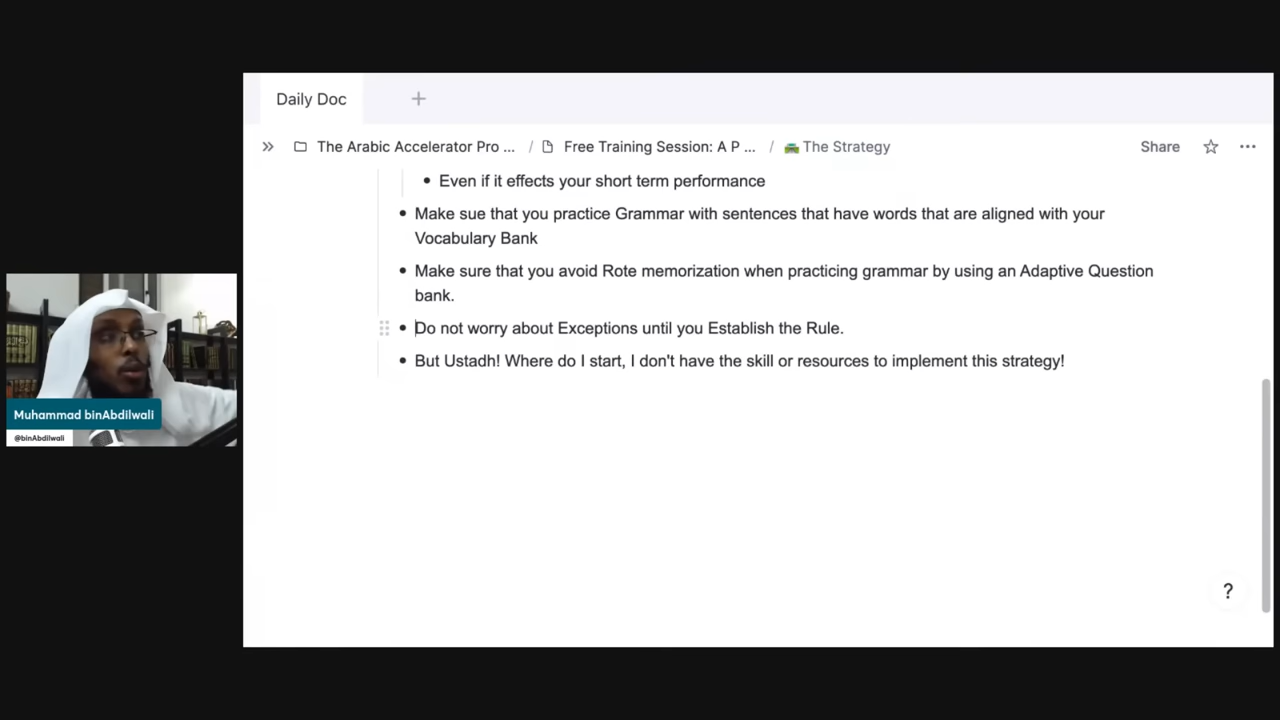 Daily Doc
The Arabic Accelerator Pro ... / Free Training Session: A P ... / The Strategy
Share
Even if it effects your short term performance
Make sue that you practice Grammar with sentences that have words that are aligned with your
Vocabulary Bank
Make sure that you avoid Rote memorization when practicing grammar by using an Adaptive Question
bank.
Do not worry about Exceptions until you Establish the Rule.
But Ustadh! Where do I start, I don't have the skill or resources to implement this strategy!
Muhammad binAbdilwali
@binAbdilwali
?